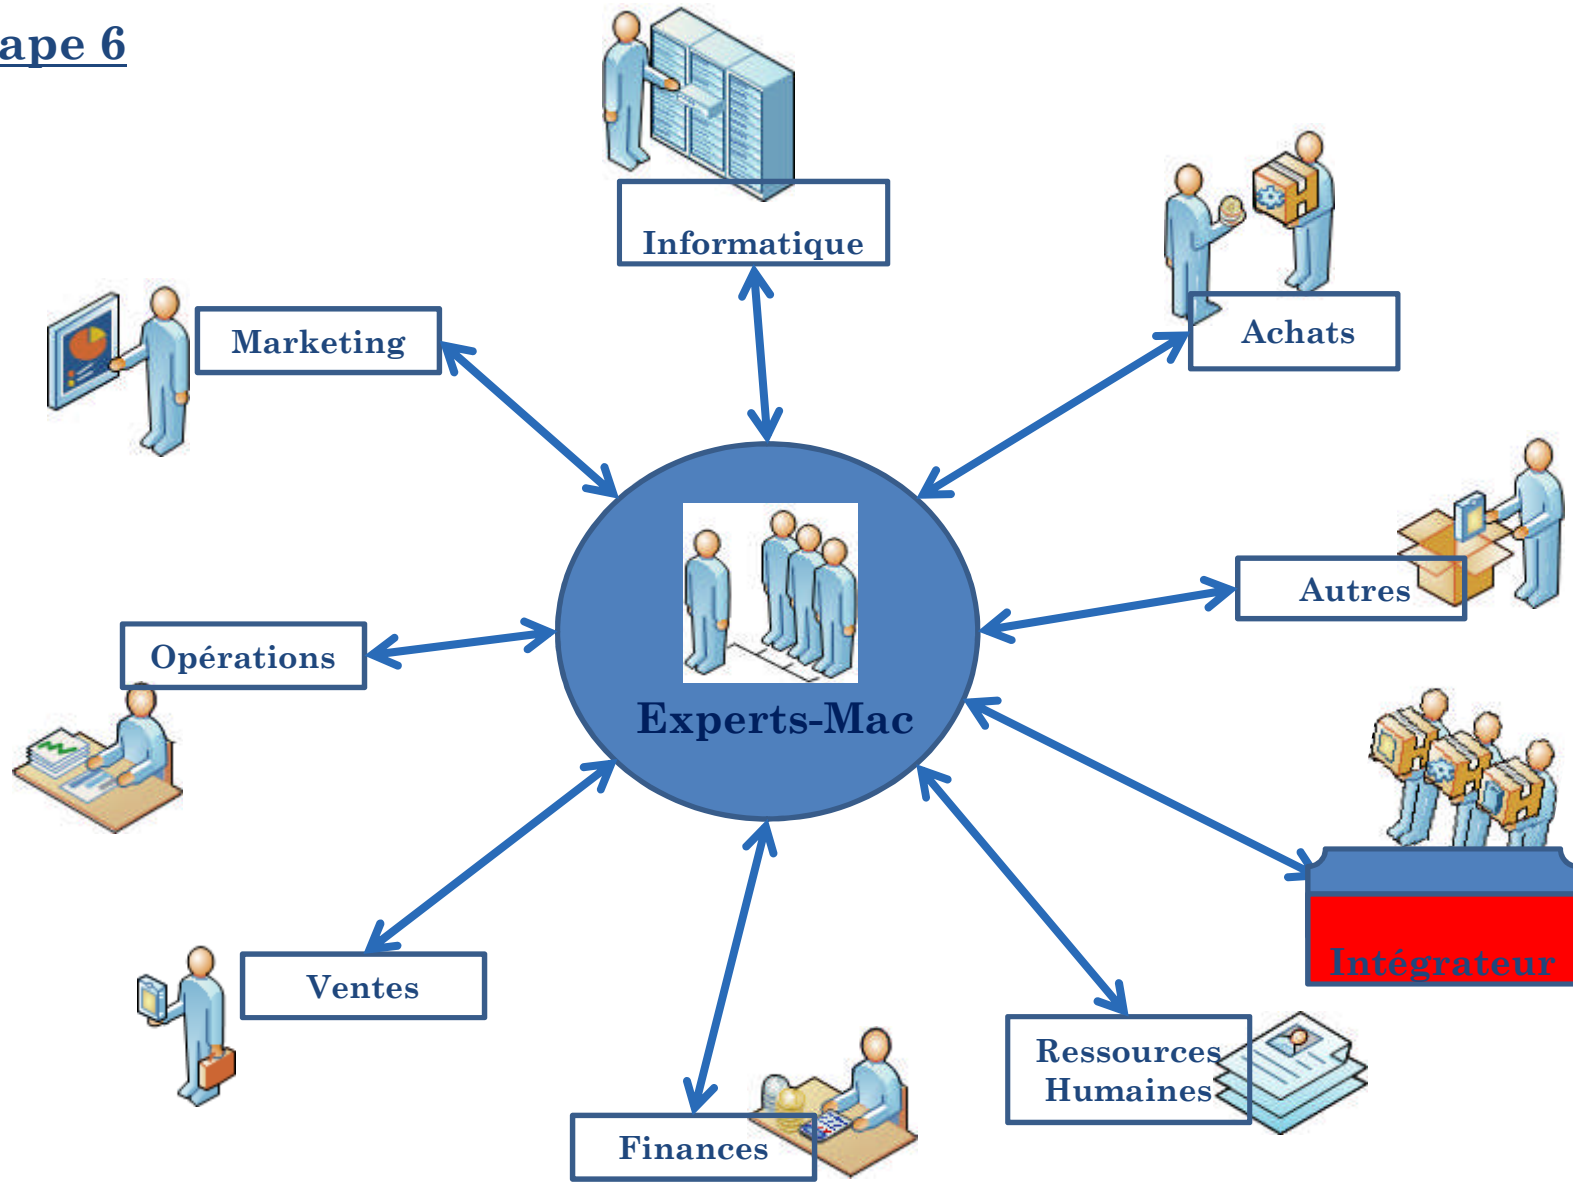 ape 6
Informatique
Marketing
Achats
Autres
Opérations
Experts-Mac
Intégrateur
Ventes
Ressources
Humaines
Finances